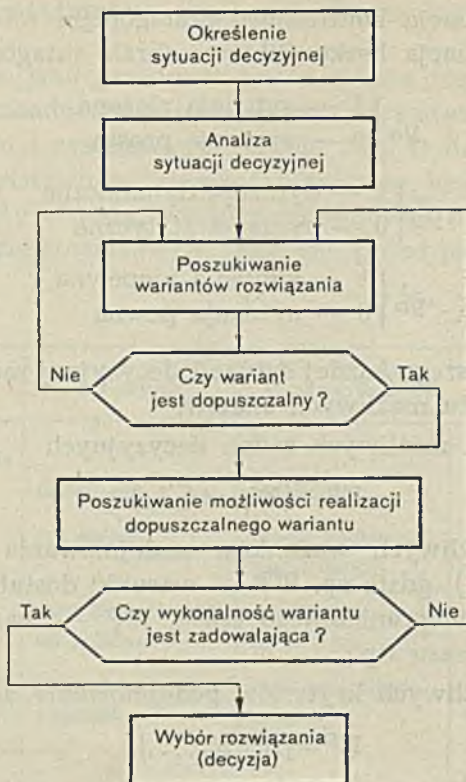 Określenie
sytuacji decyzyjnej
Analiza
sytuacji decyzyjnej
Poszukiwanie
wariantów rozwiązania
Nie
Czy wariant
jest dopuszczalny?
Tak
Poszukiwanie możliwości realizacji
dopuszczalnego wariantu
Tak
Czy wykonalność wariantu
jest zadowalająca?
Nie
Wybór rozwiązania
(decyzja)